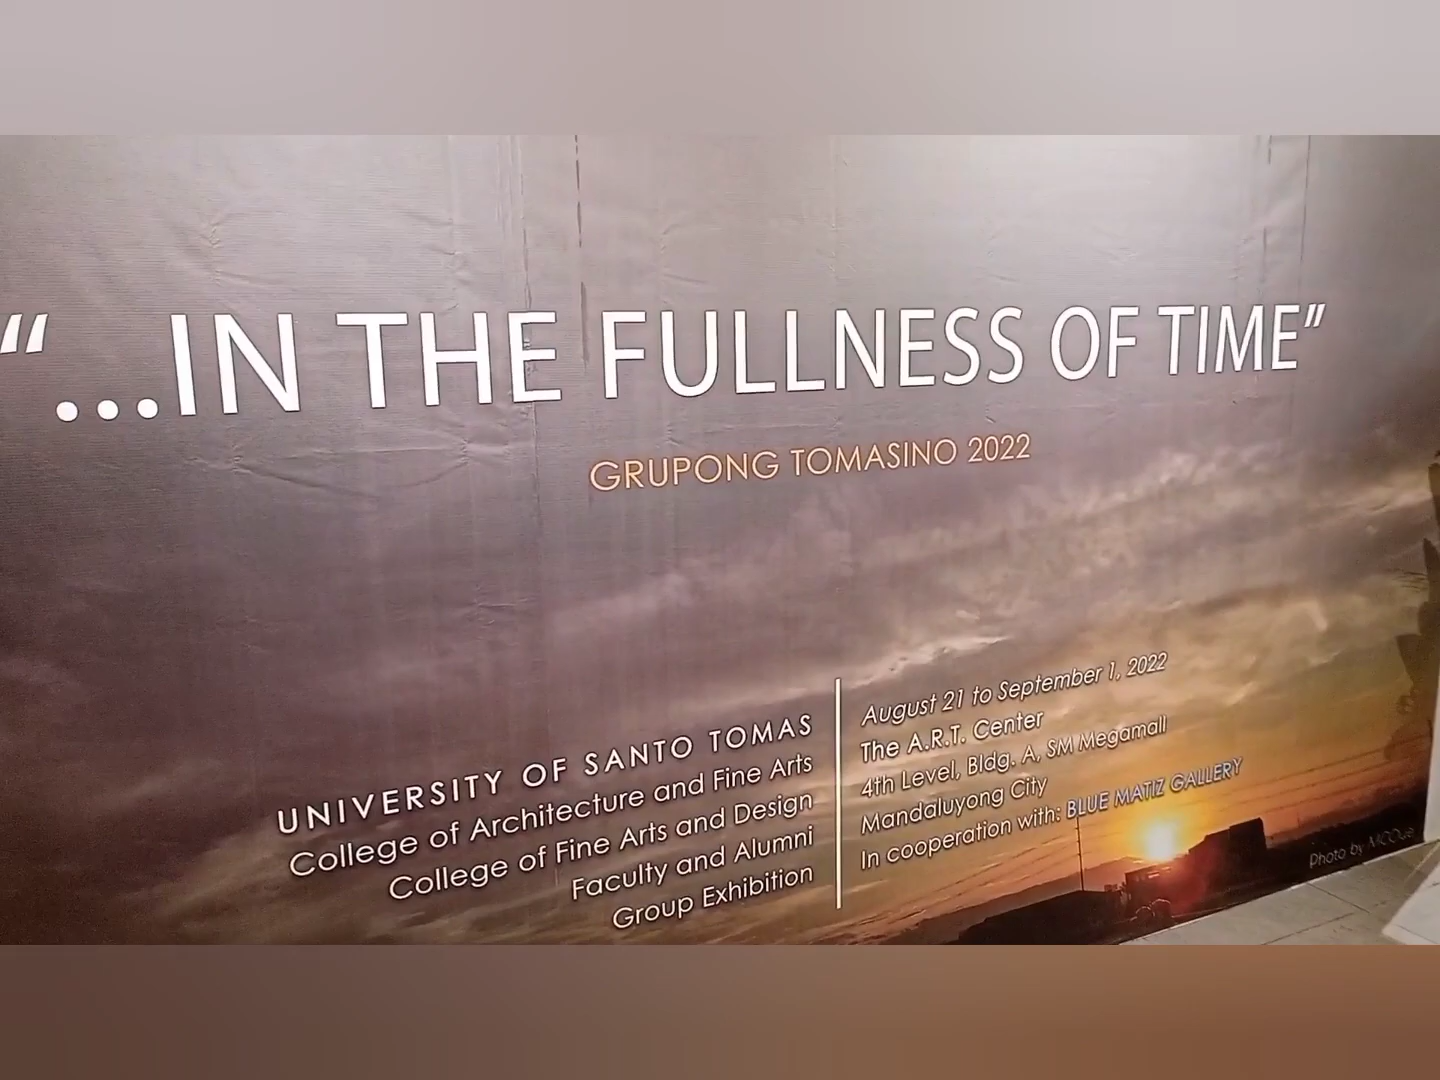 “...IN THE FULLNESS OF TIME”
GRUPONG TOMASINO 2022
UNIVERSITY OF SANTO TOMAS
College of Architecture and Fine Arts
College of Fine Arts and Design
Faculty and Alumni
Group Exhibition
August 21 to September 1, 2022
The A.R.T. Center
4th Level, Bldg. A, SM Megamall
Mandaluyong City
In cooperation with: BLUE MATIZ GALLERY
Photo by